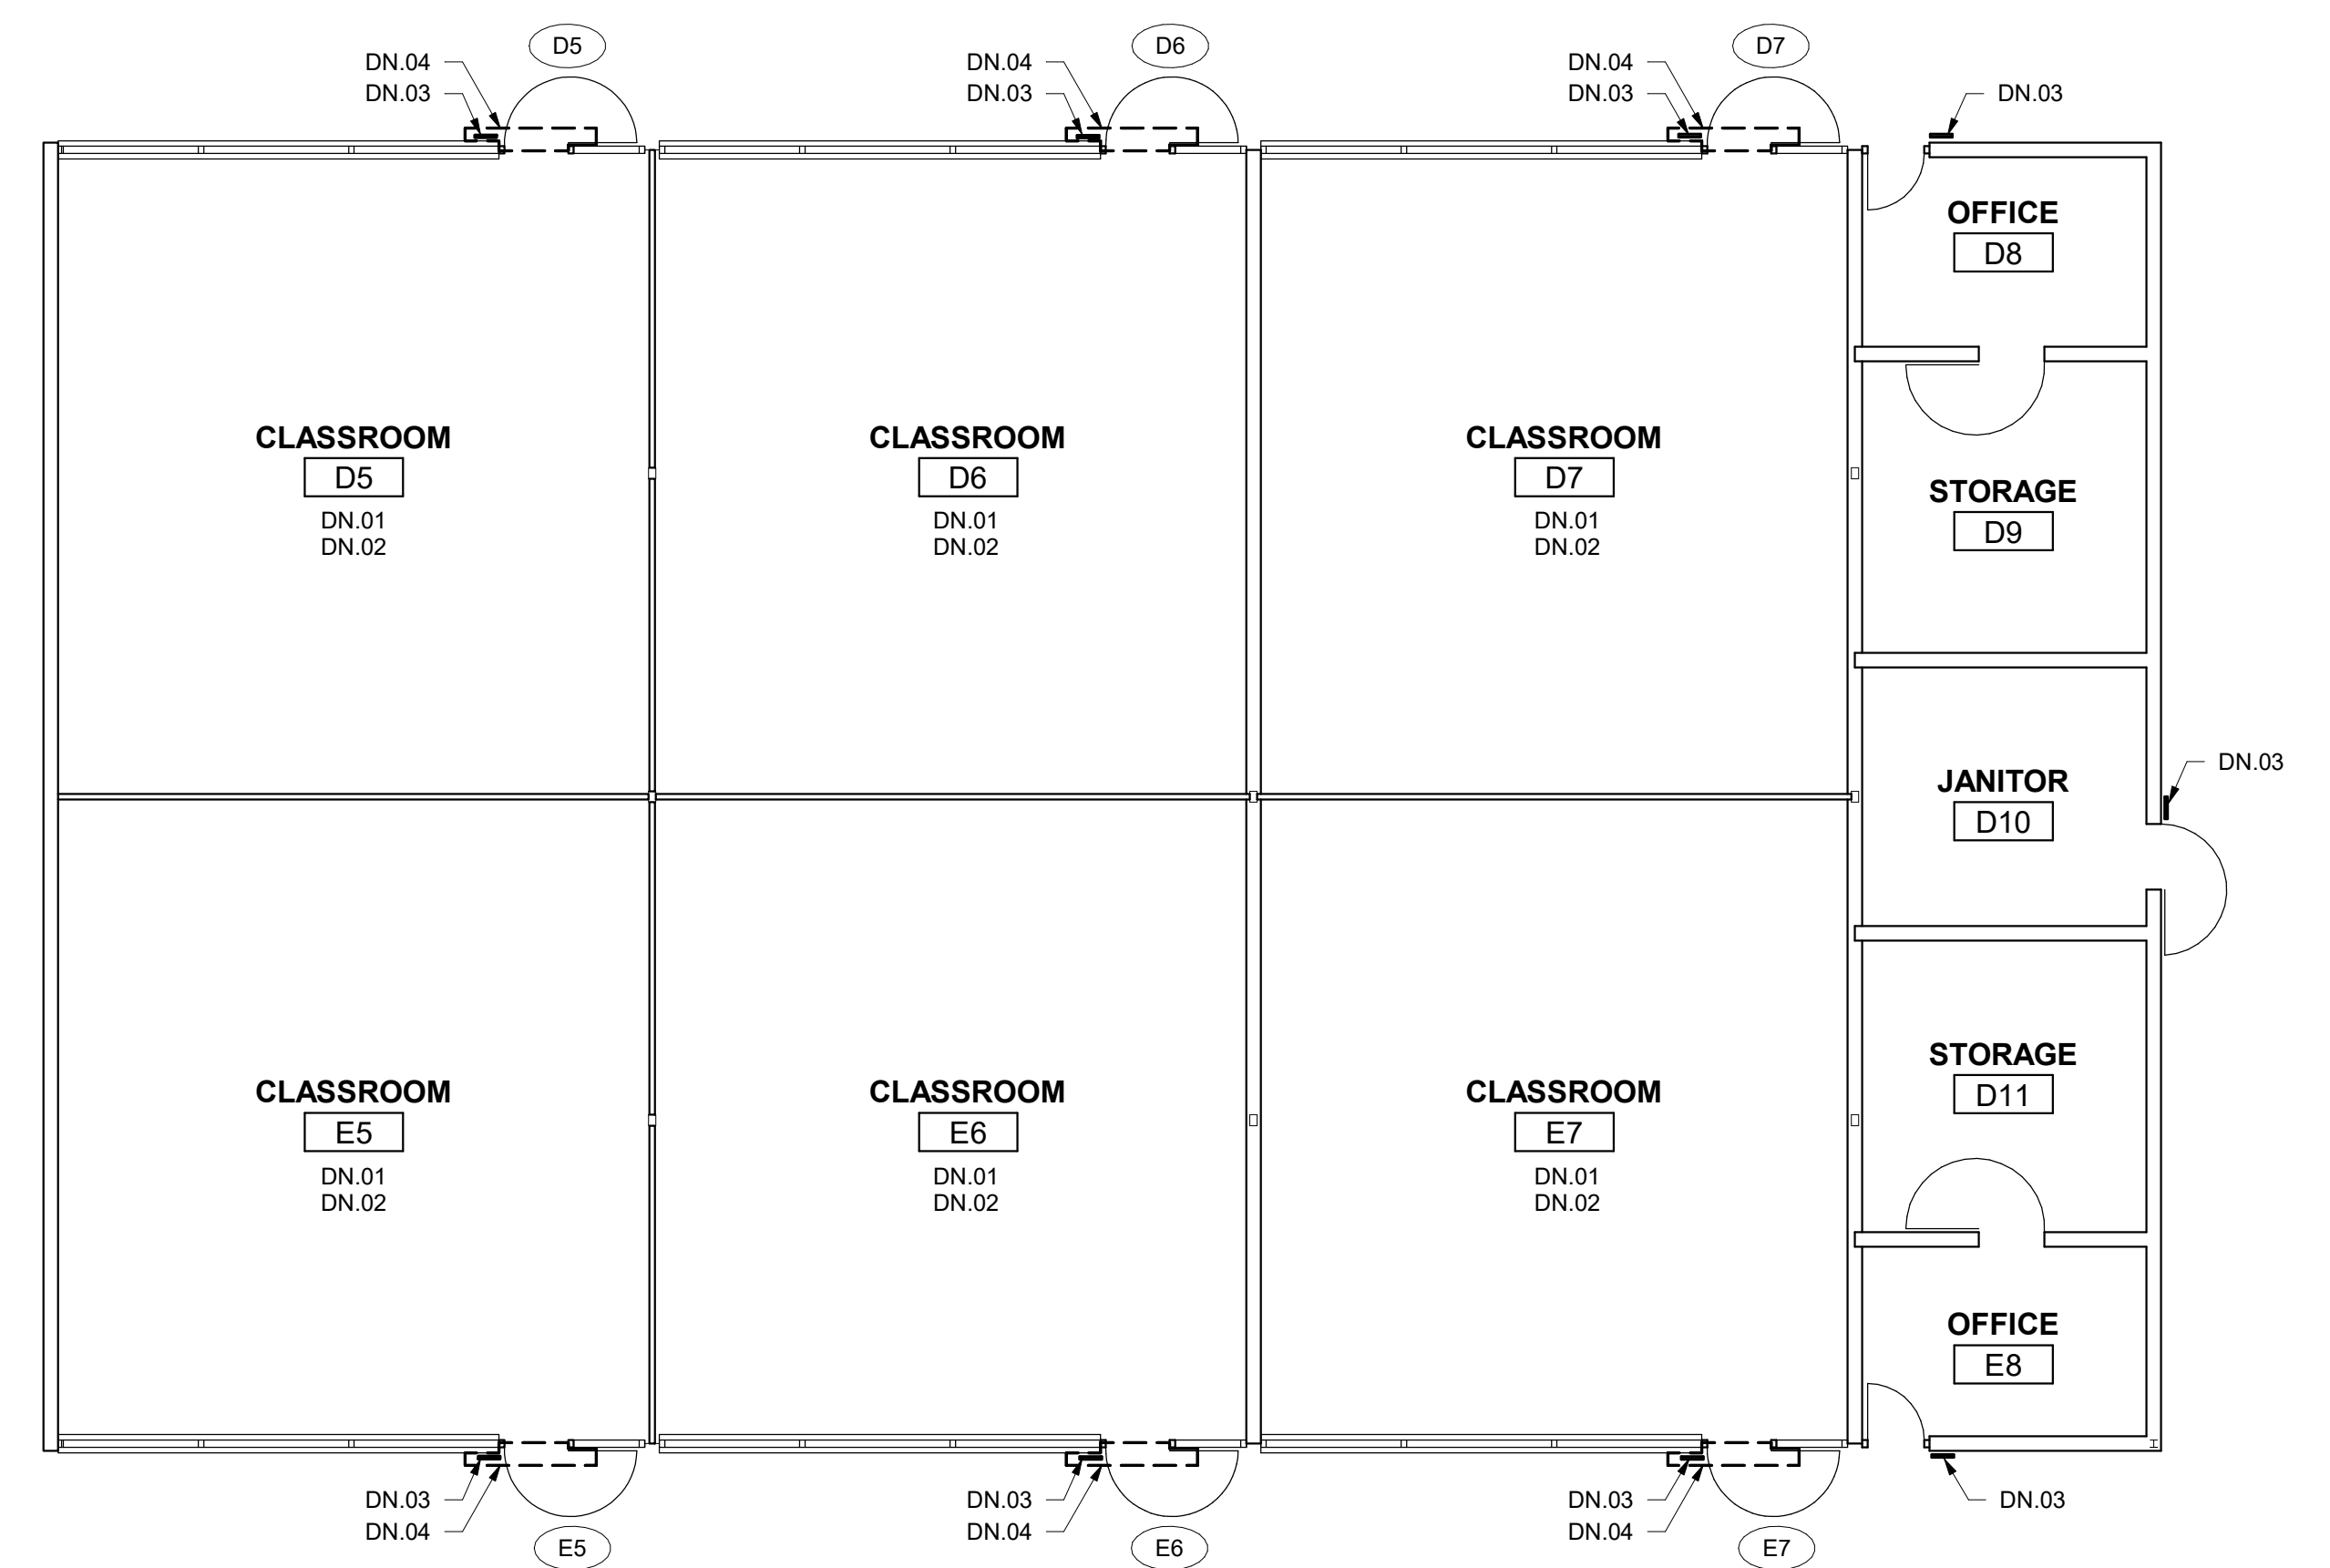 D5
D6
D7
DN.04
DN.04
DN.04
DN.03
DN.03
DN.03
DN.03
OFFICE
D8
CLASSROOM
D5
DN.01
DN.02
CLASSROOM
D6
DN.01
DN.02
CLASSROOM
D7
DN.01
DN.02
STORAGE
D9
JANITOR
D10
DN.03
STORAGE
D11
CLASSROOM
E5
DN.01
DN.02
CLASSROOM
E6
DN.01
DN.02
CLASSROOM
E7
DN.01
DN.02
OFFICE
E8
DN.03
DN.03
DN.03
DN.03
DN.04
DN.04
DN.04
E5
E6
E7